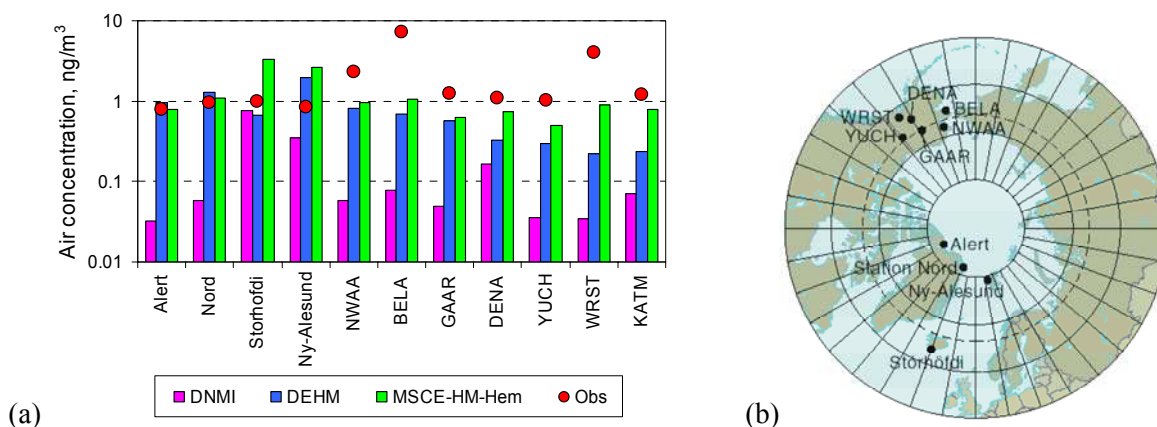 10
1
0.1
0.01
Air concentration, ng/m3
Alert
Nord
Storhofdi
Ny-Alesund
NWAA
BELA
GAAR
DENA
YUCH
WRST
KATM
DNMI
DEHM
MSCE-HM-Hem
Obs
(a)
DENA
WRST
BELA
YUCH
NWAA
GAAR
Alert
Station Nord
Ny-Alesund
Storhofdi
(b)